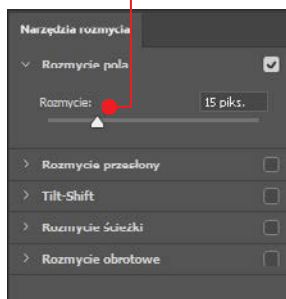 Narzędzia rozmycia
Rozmycie pola
Rozmycie: 15 piks.
Rozmycie przesłony
Tilt-Shift
Rozmycie ścieżki
Rozmycie obrotowe